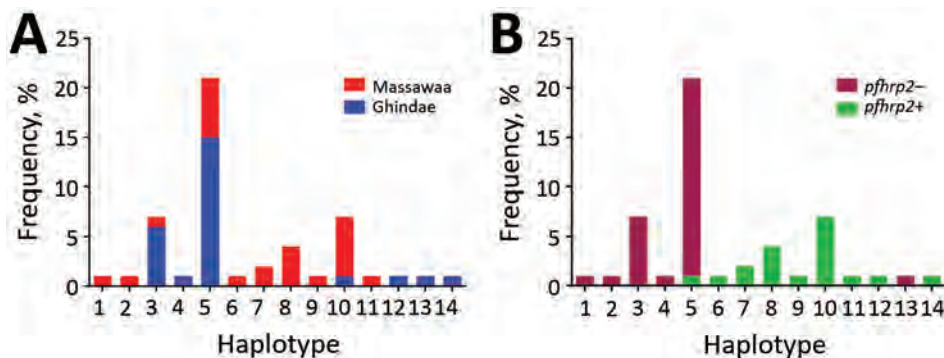 A
25
20
15
10
5
0
Frequency, %
Massawaa
Ghindae
1 2 3 4 5 6 7 8 9 10 11 12 13 14
Haplotype
B
25
20
15
10
5
0
Frequency, %
pfhrp2–
pfhrp2+
1 2 3 4 5 6 7 8 9 10 11 12 13 14
Haplotype